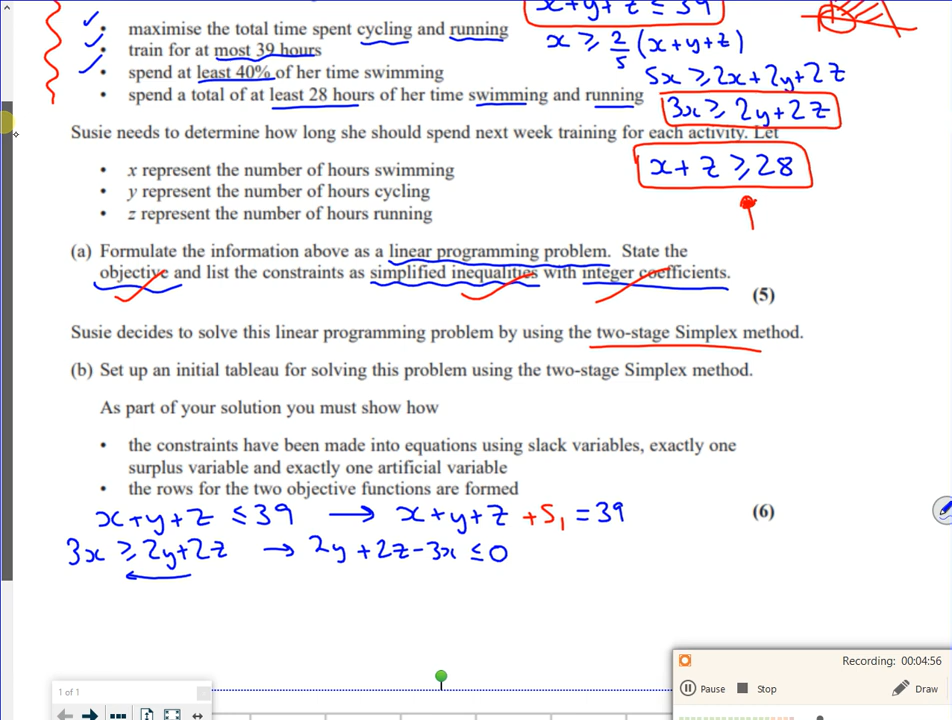 x+y+z ≤ 39
• maximise the total time spent cycling and running
• train for at most 39 hours
x ≥ 2/5 (x+y+z)
• spend at least 40% of her time swimming
5x ≥ 2x+2y+2z
• spend a total of at least 28 hours of her time swimming and running
3x ≥ 2y+2z
Susie needs to determine how long she should spend next week training for each activity. Let
• x represent the number of hours swimming
x+z ≥ 28
• y represent the number of hours cycling
• z represent the number of hours running
(a) Formulate the information above as a linear programming problem. State the
objective and list the constraints as simplified inequalities with integer coefficients.
(5)
Susie decides to solve this linear programming problem by using the two-stage Simplex method.
(b) Set up an initial tableau for solving this problem using the two-stage Simplex method.
As part of your solution you must show how
• the constraints have been made into equations using slack variables, exactly one
surplus variable and exactly one artificial variable
• the rows for the two objective functions are formed
(6)
x+y+z ≤ 39 → x+y+z +S₁ = 39
3x ≥ 2y+2z → 2y+2z-3x ≤ 0
Recording: 00:04:56
Pause Stop Draw
1 of 1